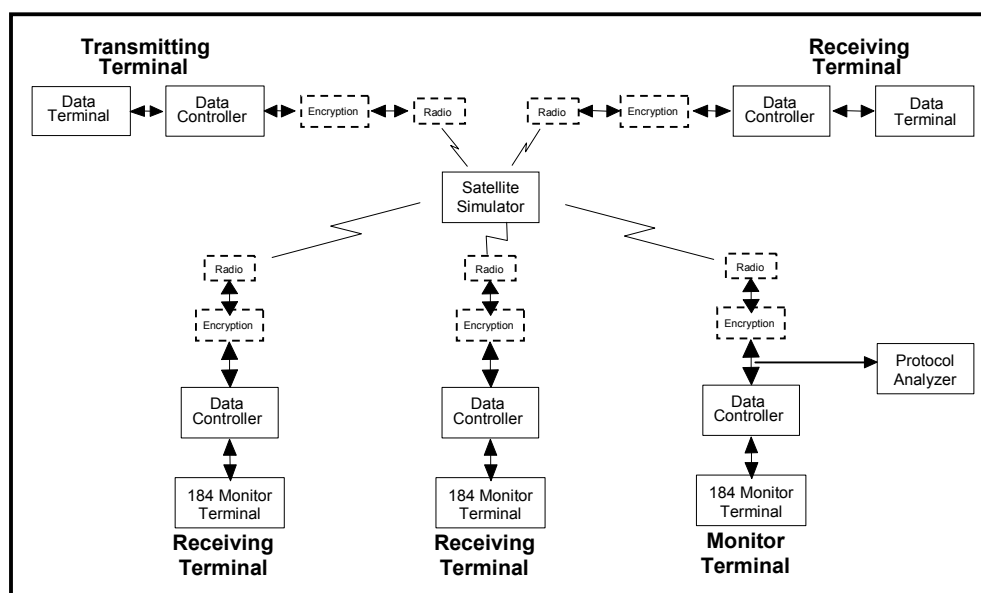 Transmitting
Terminal
Receiving
Terminal
Data
Terminal
Data
Controller
Encryption
Radio
Radio
Encryption
Data
Controller
Data
Terminal
Satellite
Simulator
Radio
Radio
Radio
Encryption
Encryption
Encryption
Protocol
Analyzer
Data
Controller
Data
Controller
Data
Controller
184 Monitor
Terminal
184 Monitor
Terminal
184 Monitor
Terminal
Receiving
Terminal
Receiving
Terminal
Monitor
Terminal